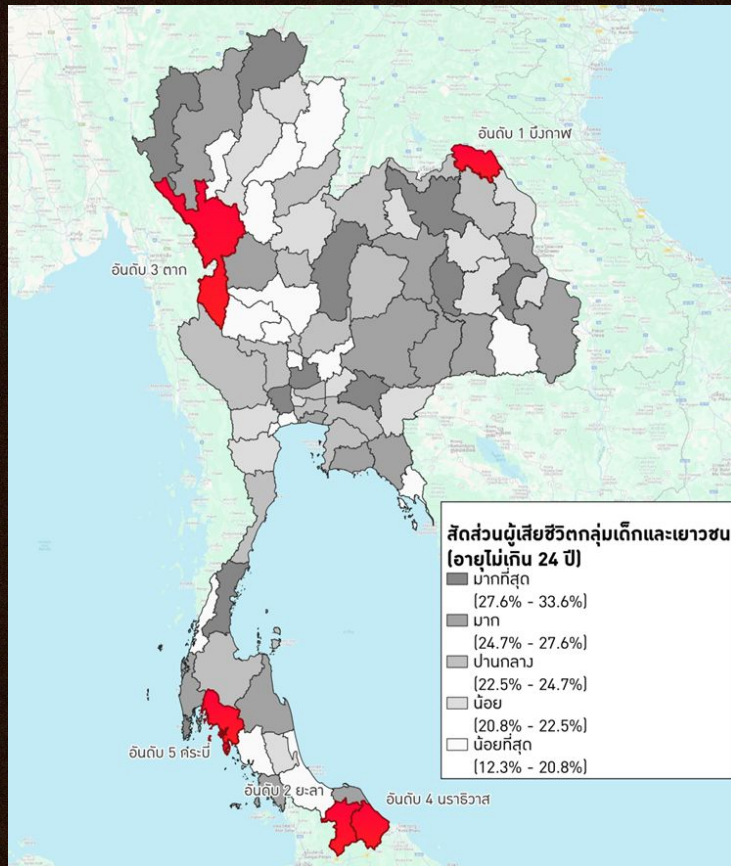 อันดับ 1 บึงกาฬ
อันดับ 3 ตาก
สัดส่วนผู้เสียชีวิตกลุ่มเด็กและเยาวชน
(อายุไม่เกิน 24 ปี)
มากที่สุด
(27.6% - 33.6%)
มาก
(24.7% - 27.6%)
ปานกลาง
(22.5% - 24.7%)
น้อย
(20.8% - 22.5%)
น้อยที่สุด
(12.3% - 20.8%)
อันดับ 5 กระบี่
อันดับ 2 ยะลา
อันดับ 4 นราธิวาส